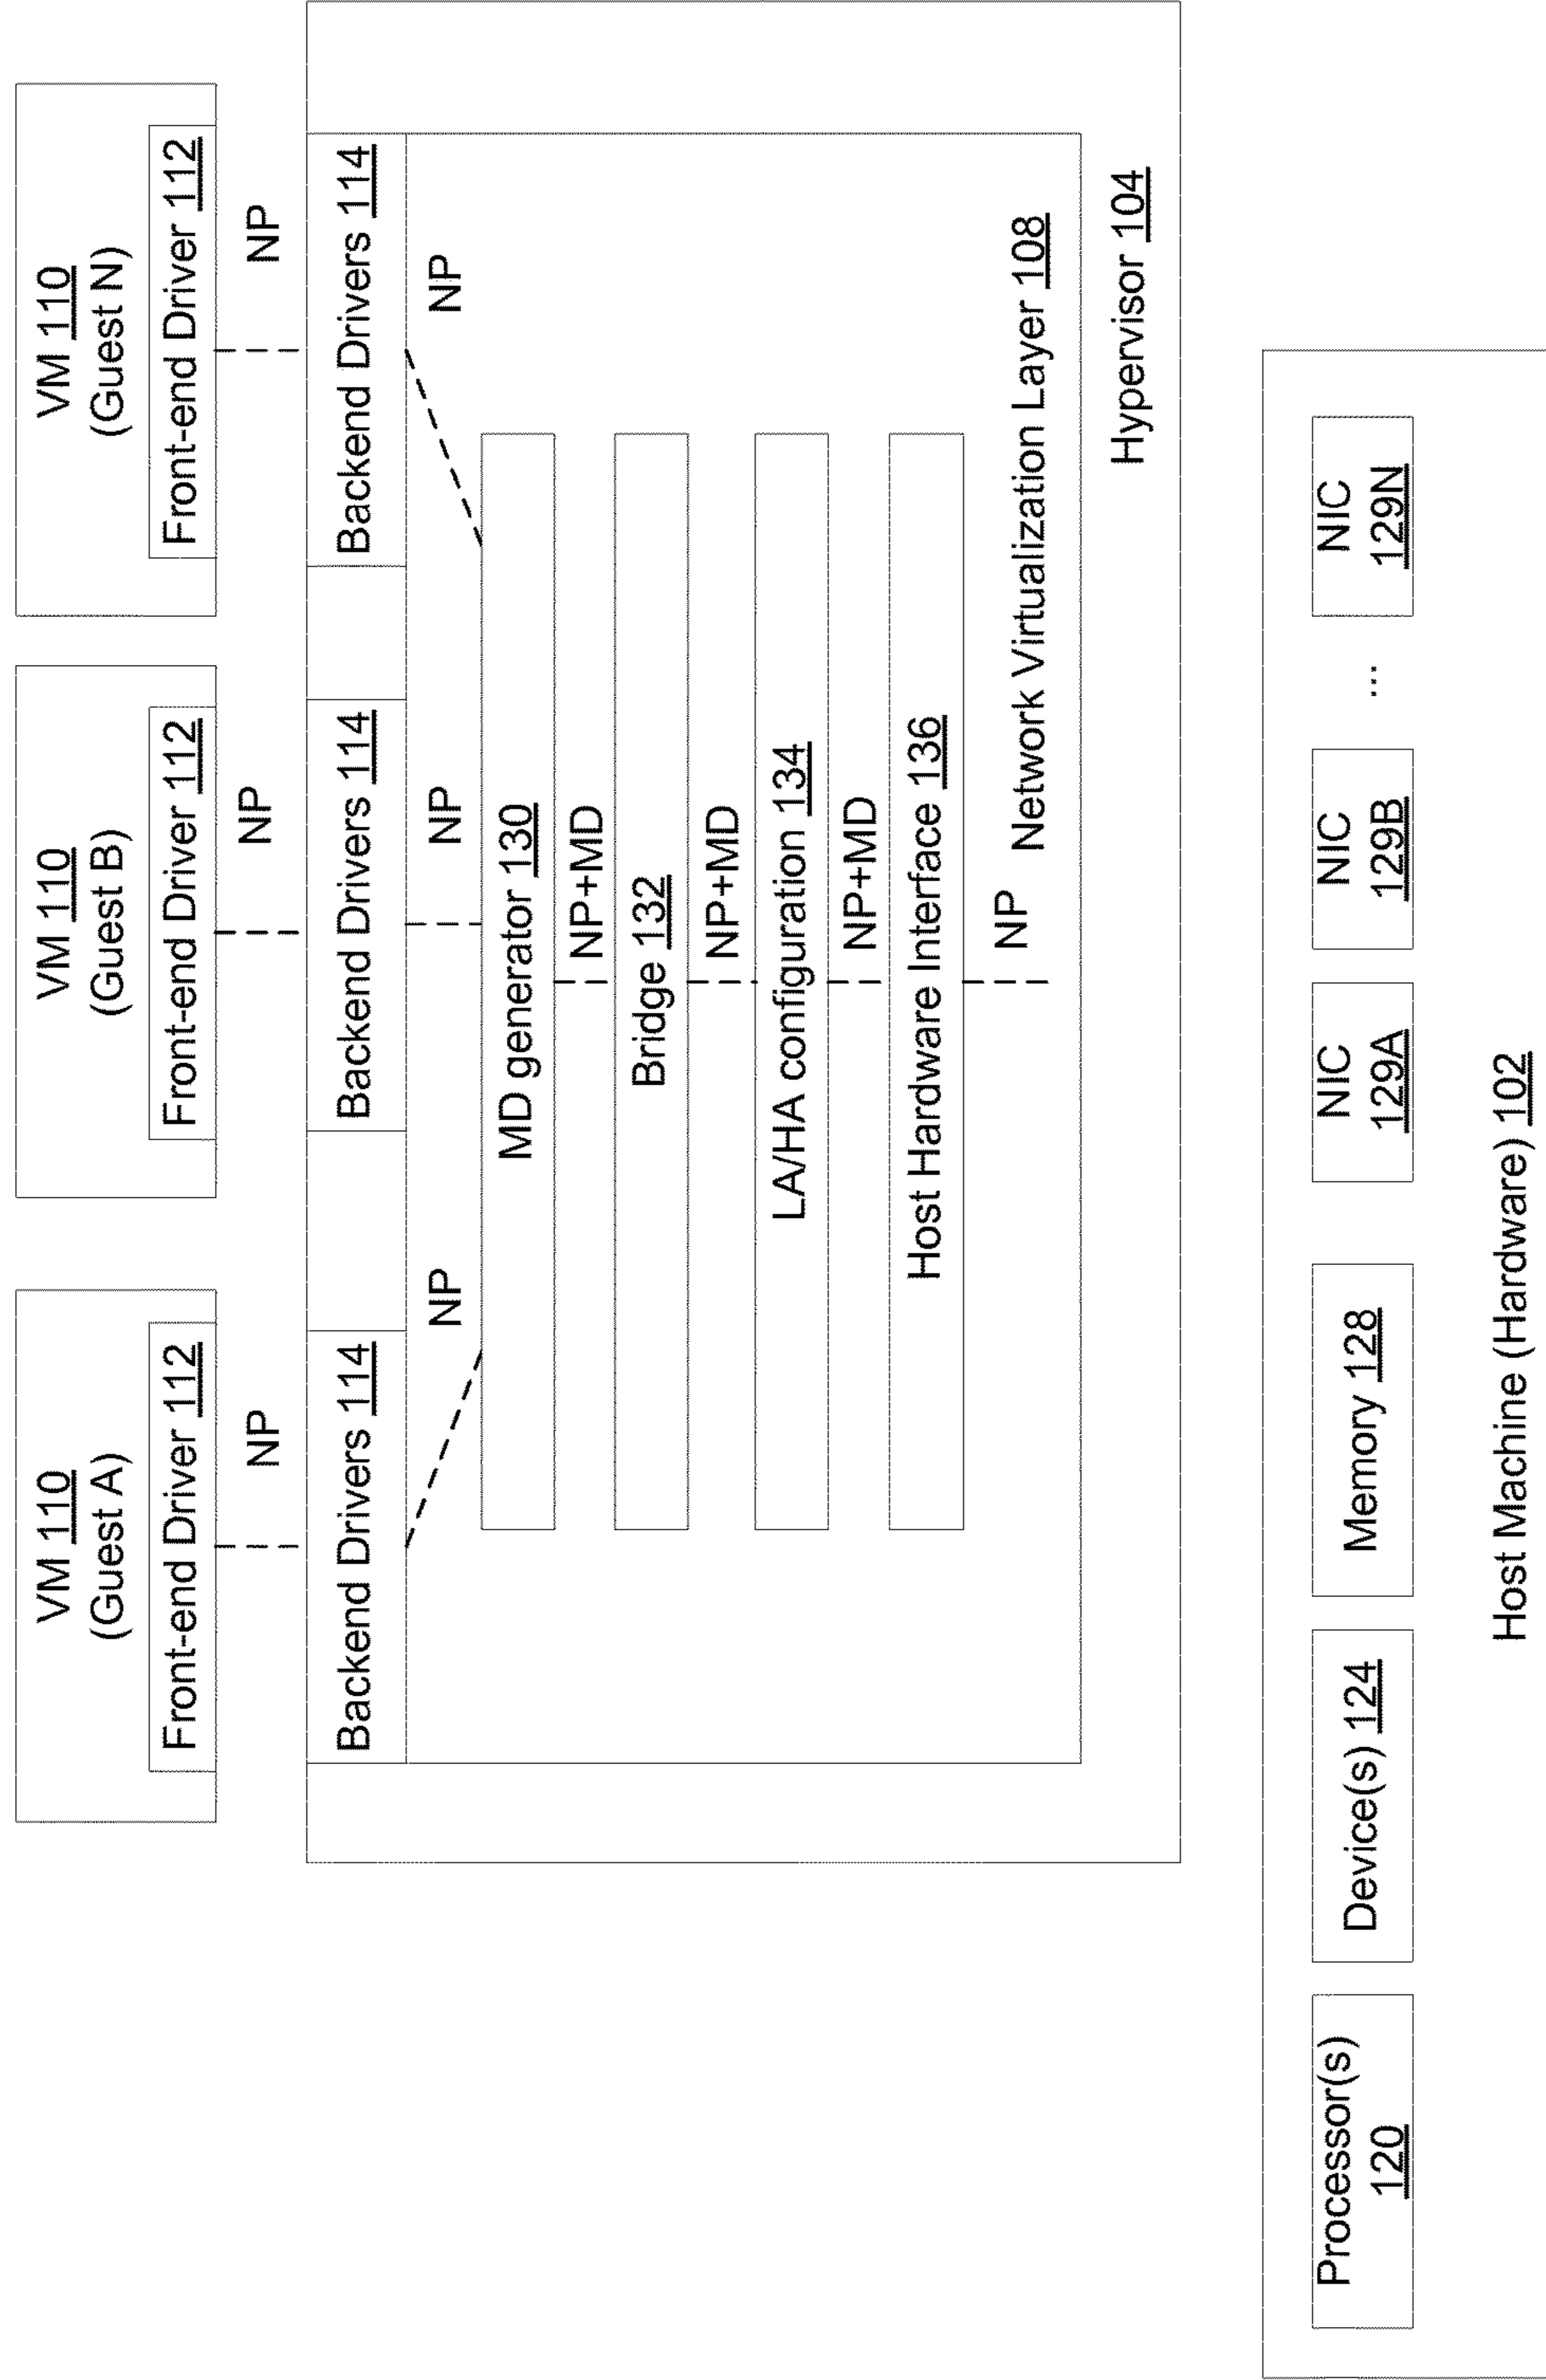 VM 110
(Guest A)
Front-end Driver 112
VM 110
(Guest B)
Front-end Driver 112
VM 110
(Guest N)
Front-end Driver 112
NP
NP
NP
Backend Drivers 114
Backend Drivers 114
Backend Drivers 114
NP
NP
NP
MD generator 130
NP+MD
Bridge 132
NP+MD
LA/HA configuration 134
NP+MD
Host Hardware Interface 136
NP
Network Virtualization Layer 108
Hypervisor 104
Processor(s)
120
Device(s) 124
Memory 128
NIC
129A
NIC
129B
...
NIC
129N
Host Machine (Hardware) 102